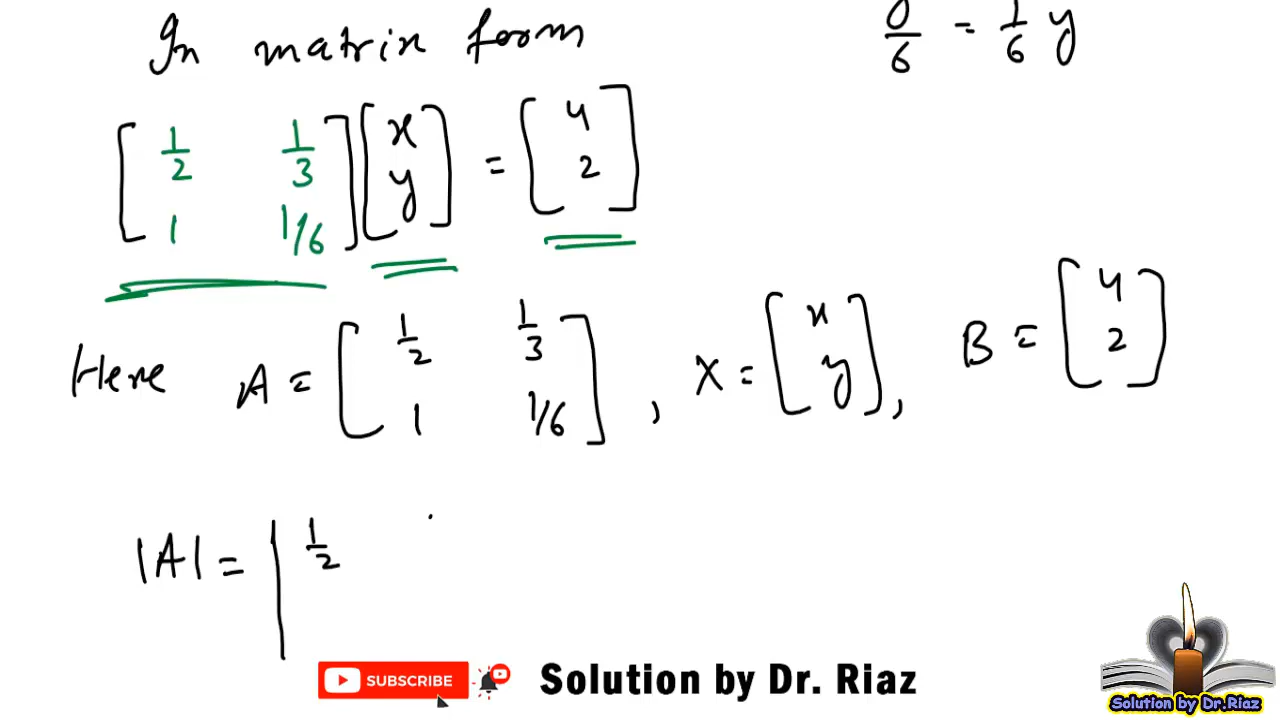 In matrix form
0/6 = 1/6 y
[1/2 1/3
1 1/6] [x
y] = [4
2]
Here A = [1/2 1/3
1 1/6], X = [x
y], B = [4
2]
|A| = | 1/2
SUBSCRIBE
Solution by Dr. Riaz
Solution by Dr.Riaz